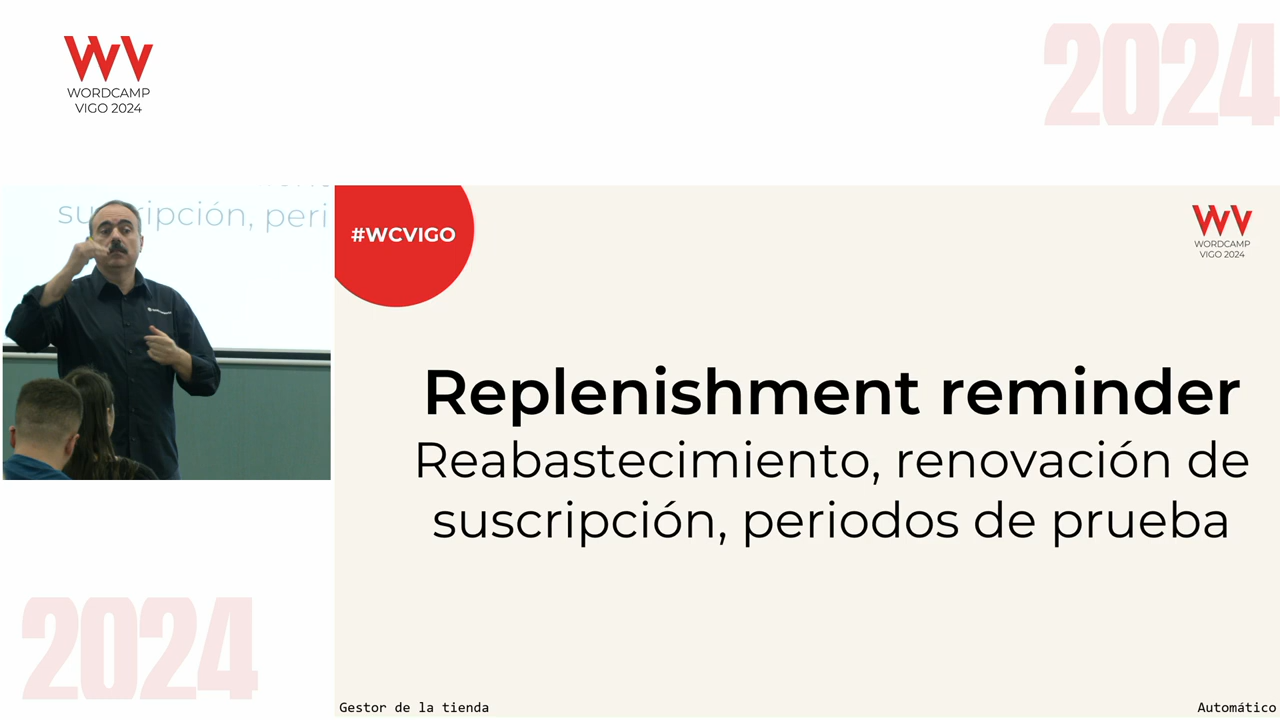 WORDCAMP
VIGO 2024
2024
suscripción, peri
#WCVIGO
WORDCAMP
VIGO 2024
Replenishment reminder
Reabastecimiento, renovación de
suscripción, periodos de prueba
2024
Gestor de la tienda
Automático